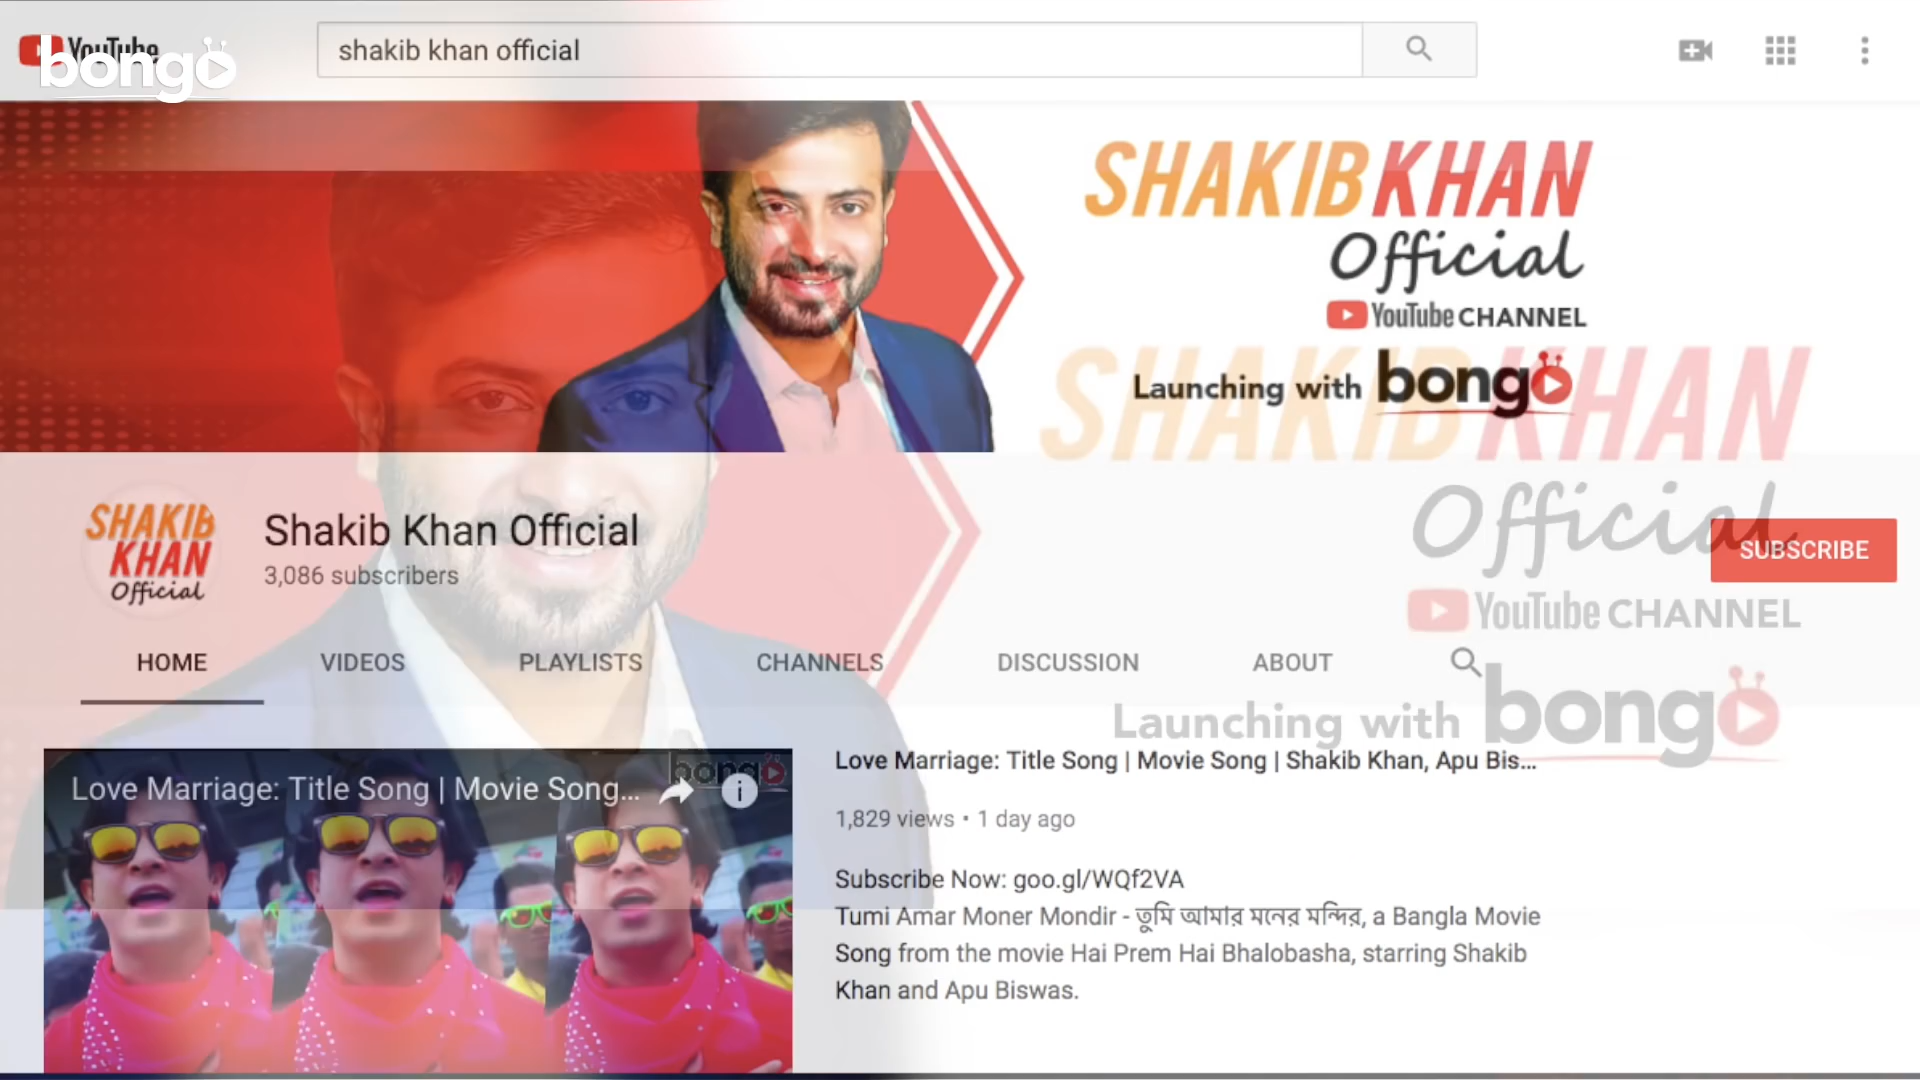 YouTube
bongo
shakib khan official
SHAKIB KHAN
Official
YouTube CHANNEL
Launching with bongo
SHAKIB KHAN
Official
YouTube CHANNEL
Launching with bongo
SHAKIB
KHAN
Official
Shakib Khan Official
3,086 subscribers
SUBSCRIBE
HOME VIDEOS PLAYLISTS CHANNELS DISCUSSION ABOUT
bongo
Love Marriage: Title Song | Movie Song...
Love Marriage: Title Song | Movie Song | Shakib Khan, Apu Bis...
1,829 views • 1 day ago
Subscribe Now: goo.gl/WQf2VA
Tumi Amar Moner Mondir - তুমি আমার মনের মন্দির, a Bangla Movie
Song from the movie Hai Prem Hai Bhalobasha, starring Shakib
Khan and Apu Biswas.